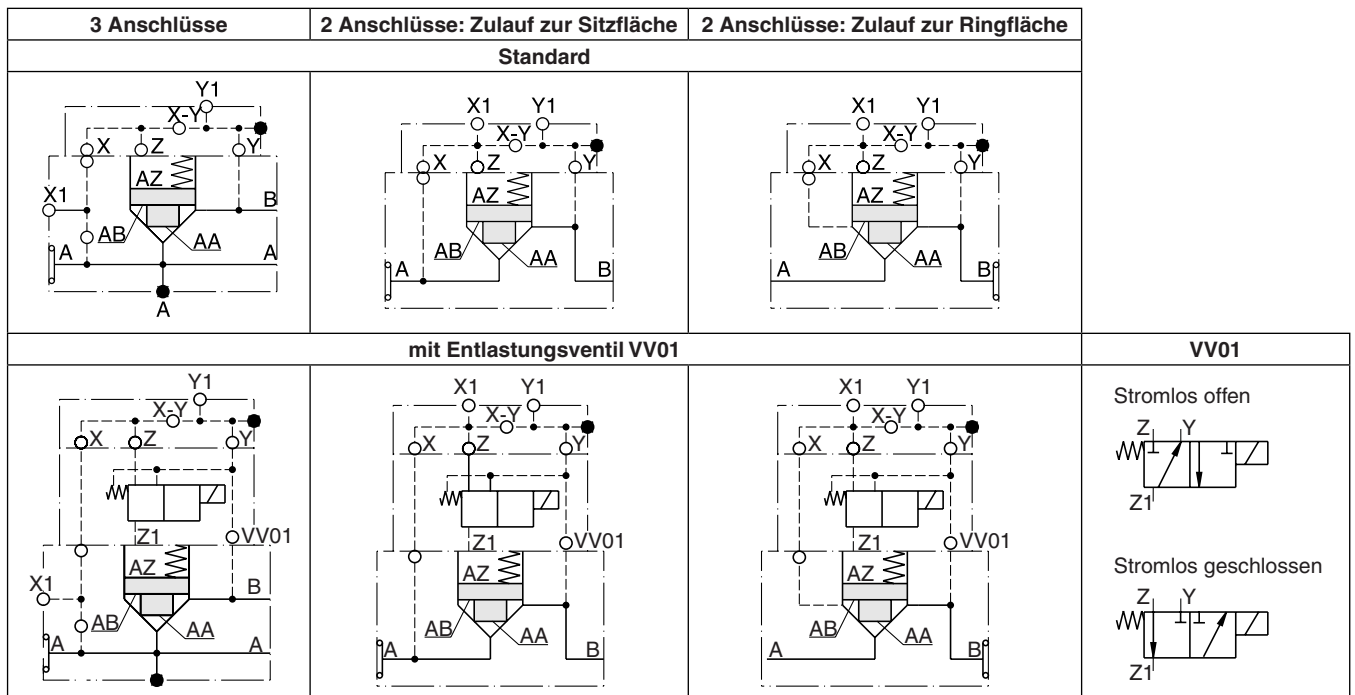 3 Anschlüsse
2 Anschlüsse: Zulauf zur Sitzfläche
2 Anschlüsse: Zulauf zur Ringfläche
Standard
Y1
X-Y
X
Z
Y
X1
AZ
B
AB
AA
A
A
A
X1
Y1
X-Y
X
Z
Y
AZ
AB
AA
A
B
X1
Y1
X-Y
X
Z
Y
AZ
AB
AA
A
B
mit Entlastungsventil VV01
VV01
Y1
X-Y
X
Z
Y
Z1
VV01
X1
AZ
B
AB
AA
A
A
X1
Y1
X-Y
X
Z
Y
Z1
VV01
AZ
AB
AA
A
B
X1
Y1
X-Y
X
Z
Y
Z1
VV01
AZ
AB
AA
A
B
Stromlos offen
Z
Y
Z1
Stromlos geschlossen
Z
Y
Z1